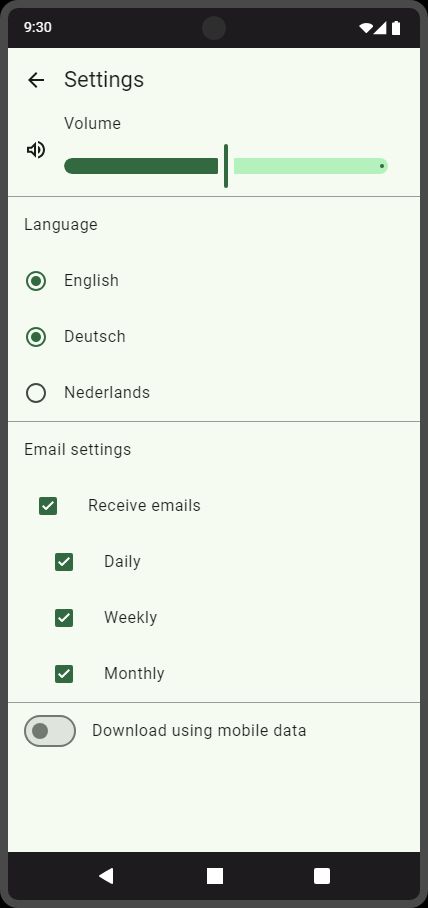 9:30
Settings
Volume
Language
English
Deutsch
Nederlands
Email settings
Receive emails
Daily
Weekly
Monthly
Download using mobile data